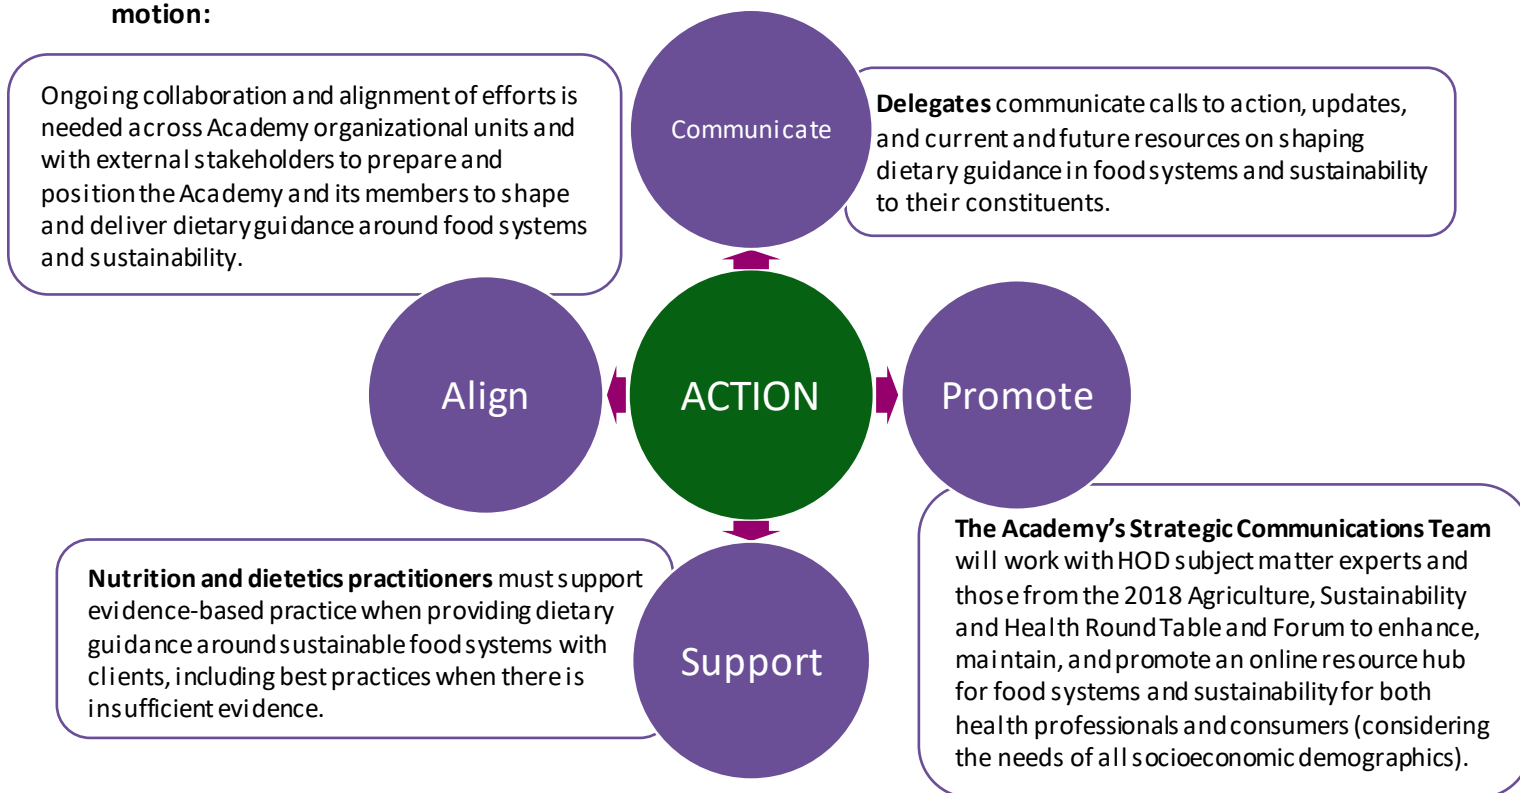 motion:
Ongoing collaboration and alignment of efforts is
needed across Academy organizational units and
with external stakeholders to prepare and
position the Academy and its members to shape
and deliver dietary guidance around food systems
and sustainability.
Communicate
Delegates communicate calls to action, updates,
and current and future resources on shaping
dietary guidance in food systems and sustainability
to their constituents.
Align
ACTION
Promote
Nutrition and dietetics practitioners must support
evidence-based practice when providing dietary
guidance around sustainable food systems with
clients, including best practices when there is
insufficient evidence.
Support
The Academy’s Strategic Communications Team
will work with HOD subject matter experts and
those from the 2018 Agriculture, Sustainability
and Health Round Table and Forum to enhance,
maintain, and promote an online resource hub
for food systems and sustainability for both
health professionals and consumers (considering
the needs of all socioeconomic demographics).